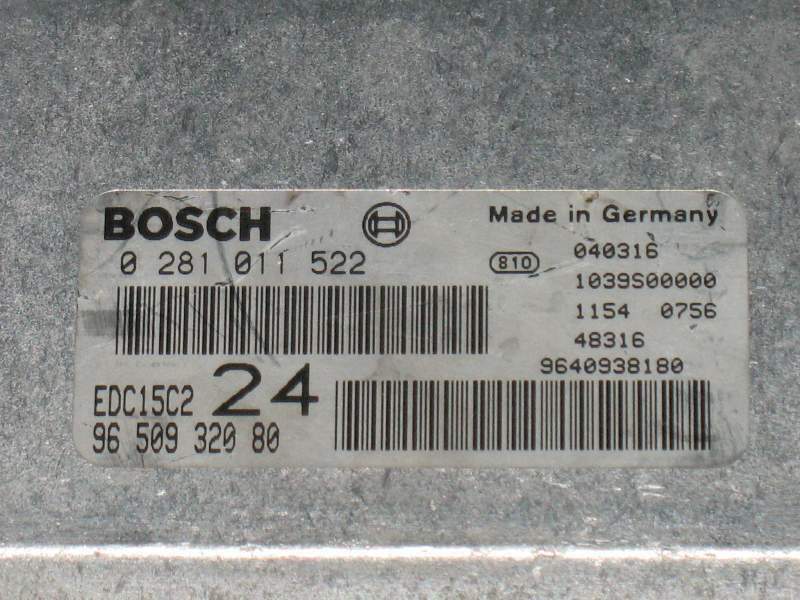 BOSCH
Made in Germany
0 281 011 522
810
040316
1039S00000
1154 0756
48316
9640938180
EDC15C2
24
96 509 320 80